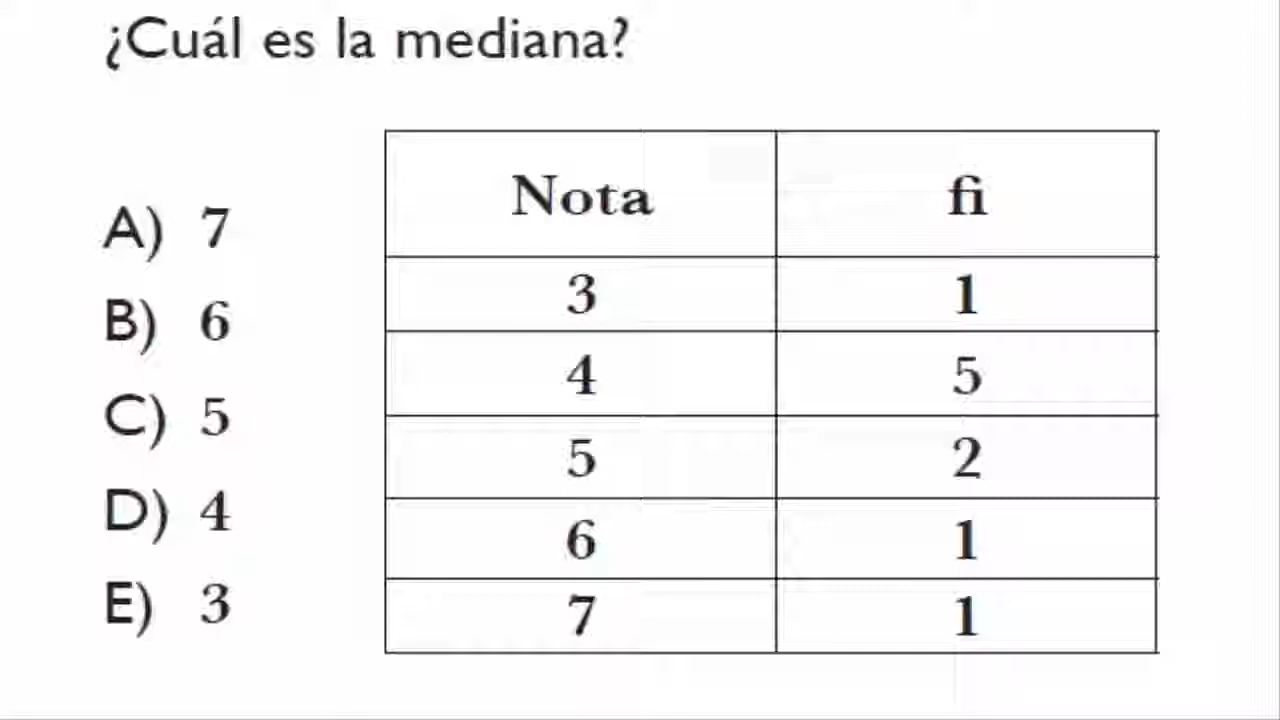 ¿Cuál es la mediana?
A) 7
B) 6
C) 5
D) 4
E) 3
Nota fi
3 1
4 5
5 2
6 1
7 1